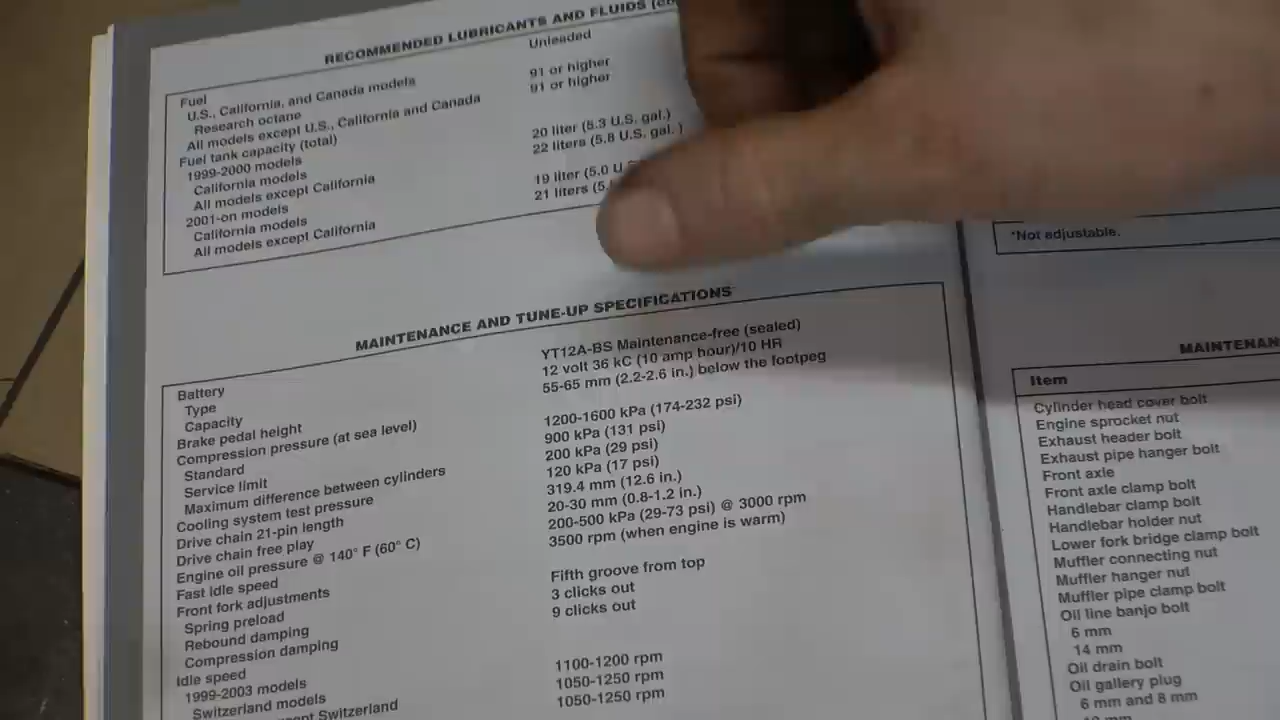 RECOMMENDED LUBRICANTS AND FLUIDS
Fuel Unleaded
U.S., California, and Canada models
Research octane 91 or higher
All models except U.S., California and Canada 91 or higher
Fuel tank capacity (total)
1999-2000 models
California models 20 liter (5.3 U.S. gal.)
All models except California 22 liters (5.8 U.S. gal.)
2001-on models
California models 19 liter (5.0 U
All models except California 21 liters
MAINTENANCE AND TUNE-UP SPECIFICATIONS
Battery
Type YT12A-BS Maintenance-free (sealed)
Capacity 12 volt 36 kC (10 amp hour)/10 HR
Brake pedal height 55-65 mm (2.2-2.6 in.) below the footpeg
Compression pressure (at sea level)
Standard 1200-1600 kPa (174-232 psi)
Service limit 900 kPa (131 psi)
Maximum difference between cylinders 200 kPa (29 psi)
Cooling system test pressure 120 kPa (17 psi)
Drive chain 21-pin length 319.4 mm (12.6 in.)
Drive chain free play 20-30 mm (0.8-1.2 in.)
Engine oil pressure @ 140° F (60° C) 200-500 kPa (29-73 psi) @ 3000 rpm
Fast idle speed 3500 rpm (when engine is warm)
Front fork adjustments
Spring preload Fifth groove from top
Rebound damping 3 clicks out
Compression damping 9 clicks out
Idle speed
1999-2003 models
Switzerland models 1100-1200 rpm
Switzerland 1050-1250 rpm
1050-1250 rpm
*Not adjustable.
Item
Cylinder head cover bolt
Engine sprocket nut
Exhaust header bolt
Exhaust pipe hanger bolt
Front axle
Front axle clamp bolt
Handlebar clamp bolt
Handlebar holder nut
Lower fork bridge clamp bolt
Muffler connecting nut
Muffler hanger nut
Muffler pipe clamp bolt
Oil line banjo bolt
6 mm
14 mm
Oil drain bolt
Oil gallery plug
6 mm and 8 mm